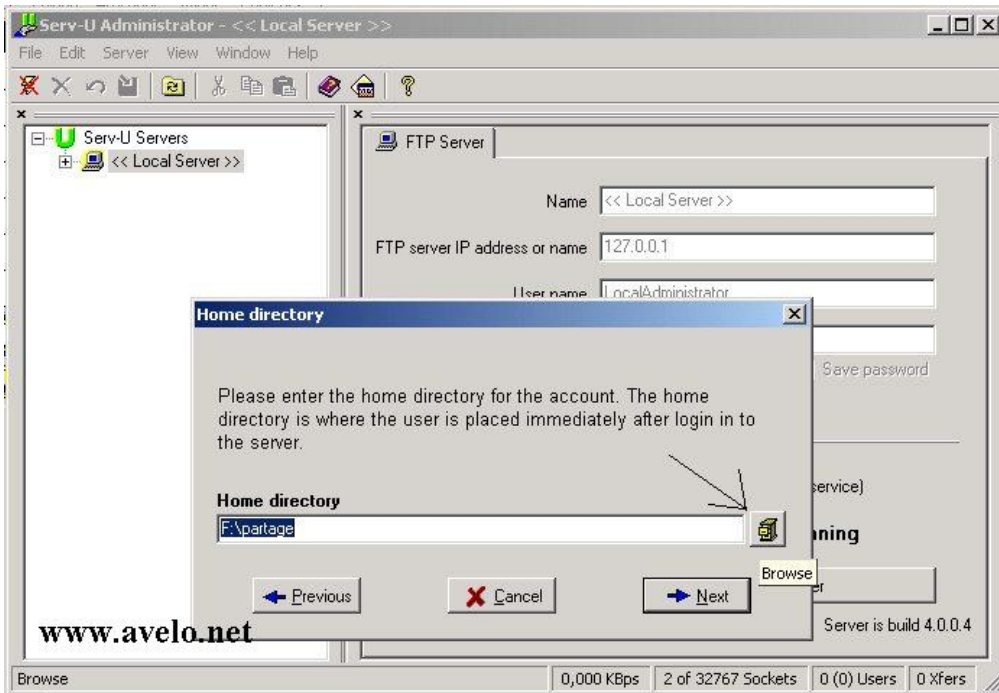 Serv-U Administrator - << Local Server >>
File Edit Server View Window Help
Serv-U Servers
<< Local Server >>
FTP Server
Name << Local Server >>
FTP server IP address or name 127.0.0.1
User name LocalAdministrator
Save password
Home directory
Please enter the home directory for the account. The home
directory is where the user is placed immediately after login in to
the server.
Home directory
F:\partage
Browse
Previous
Cancel
Next
service)
nning
er
www.avelo.net
Server is build 4.0.0.4
Browse
0,000 KBps
2 of 32767 Sockets
0 (0) Users
0 Xfers